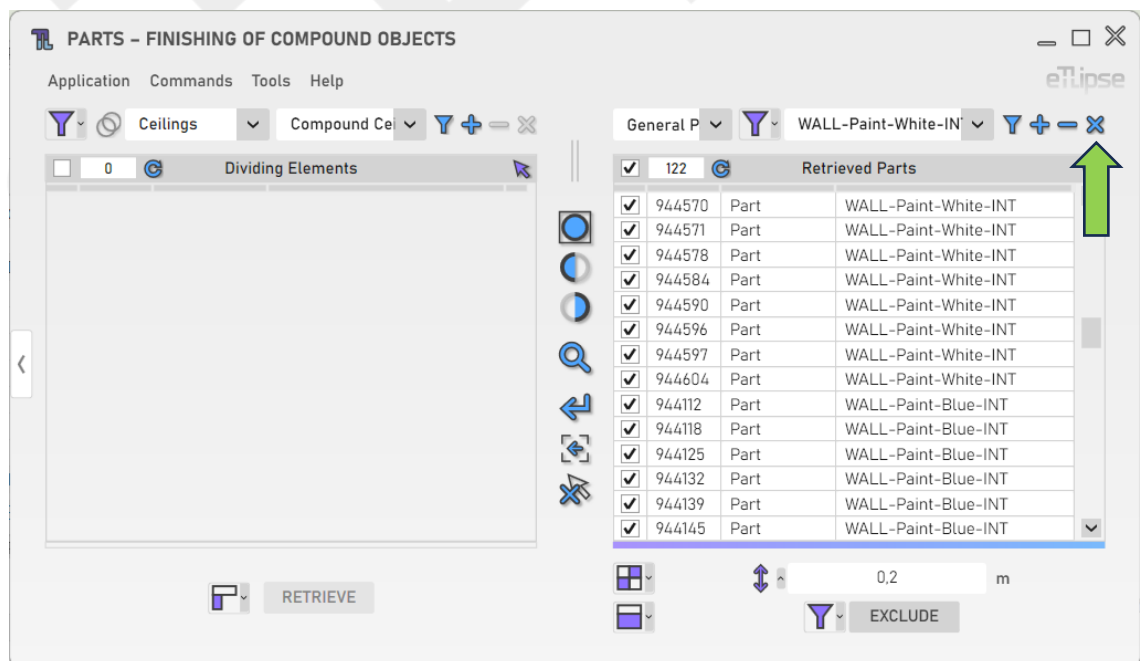 PARTS – FINISHING OF COMPOUND OBJECTS
Application Commands Tools Help
eTLipse
Ceilings Compound Cei
General P WALL-Paint-White-IN
0 Dividing Elements
122 Retrieved Parts
944570 Part WALL-Paint-White-INT
944571 Part WALL-Paint-White-INT
944578 Part WALL-Paint-White-INT
944584 Part WALL-Paint-White-INT
944590 Part WALL-Paint-White-INT
944596 Part WALL-Paint-White-INT
944597 Part WALL-Paint-White-INT
944604 Part WALL-Paint-White-INT
944112 Part WALL-Paint-Blue-INT
944118 Part WALL-Paint-Blue-INT
944125 Part WALL-Paint-Blue-INT
944132 Part WALL-Paint-Blue-INT
944139 Part WALL-Paint-Blue-INT
944145 Part WALL-Paint-Blue-INT
RETRIEVE
0,2 m
EXCLUDE